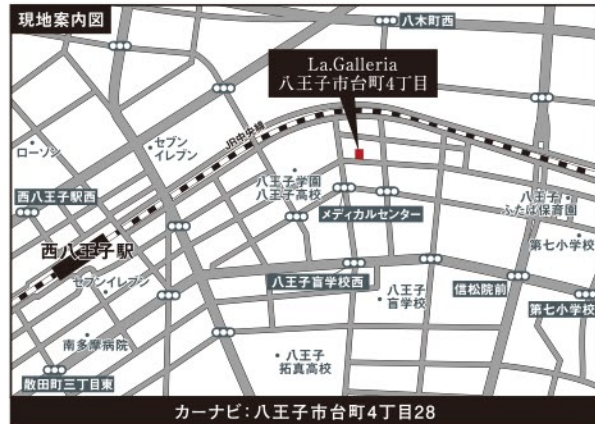 現地案内図
八木町西
La.Galleria
八王子市台町4丁目
JR中央線
ローソン
セブン
イレブン
八王子学園
八王子高校
西八王子駅西
メディカルセンター
八王子
ふたば保育園
西八王子駅
第七小学校
セブンイレブン
八王子盲学校西
八王子
盲学校
信松院前
第七小学校
南多摩病院
八王子
拓真高校
散田町三丁目東
カーナビ:八王子市台町4丁目28